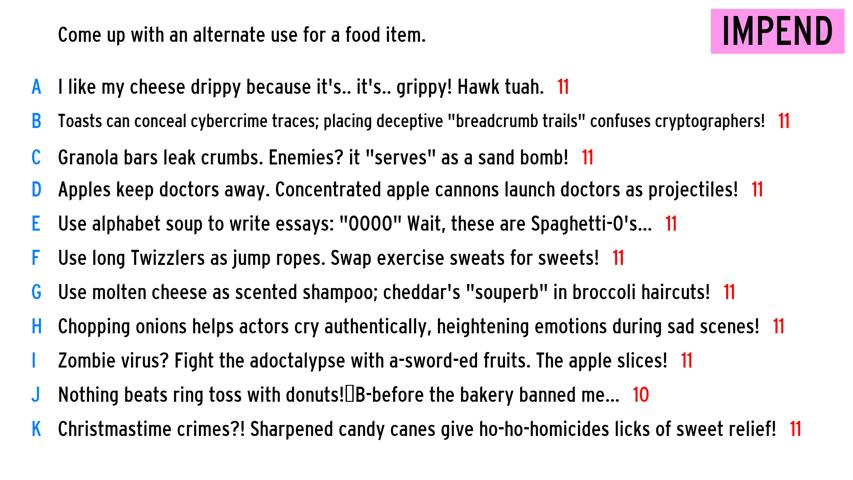 Come up with an alternate use for a food item.
IMPEND
A I like my cheese drippy because it's.. it's.. grippy! Hawk tuah. 11
B Toasts can conceal cybercrime traces; placing deceptive "breadcrumb trails" confuses cryptographers! 11
C Granola bars leak crumbs. Enemies? it "serves" as a sand bomb! 11
D Apples keep doctors away. Concentrated apple cannons launch doctors as projectiles! 11
E Use alphabet soup to write essays: "OOOO" Wait, these are Spaghetti-O's... 11
F Use long Twizzlers as jump ropes. Swap exercise sweats for sweets! 11
G Use molten cheese as scented shampoo; cheddar's "souperb" in broccoli haircuts! 11
H Chopping onions helps actors cry authentically, heightening emotions during sad scenes! 11
I Zombie virus? Fight the adoctalypse with a-sword-ed fruits. The apple slices! 11
J Nothing beats ring toss with donuts!▯B-before the bakery banned me... 10
K Christmastime crimes?! Sharpened candy canes give ho-ho-homicides licks of sweet relief! 11